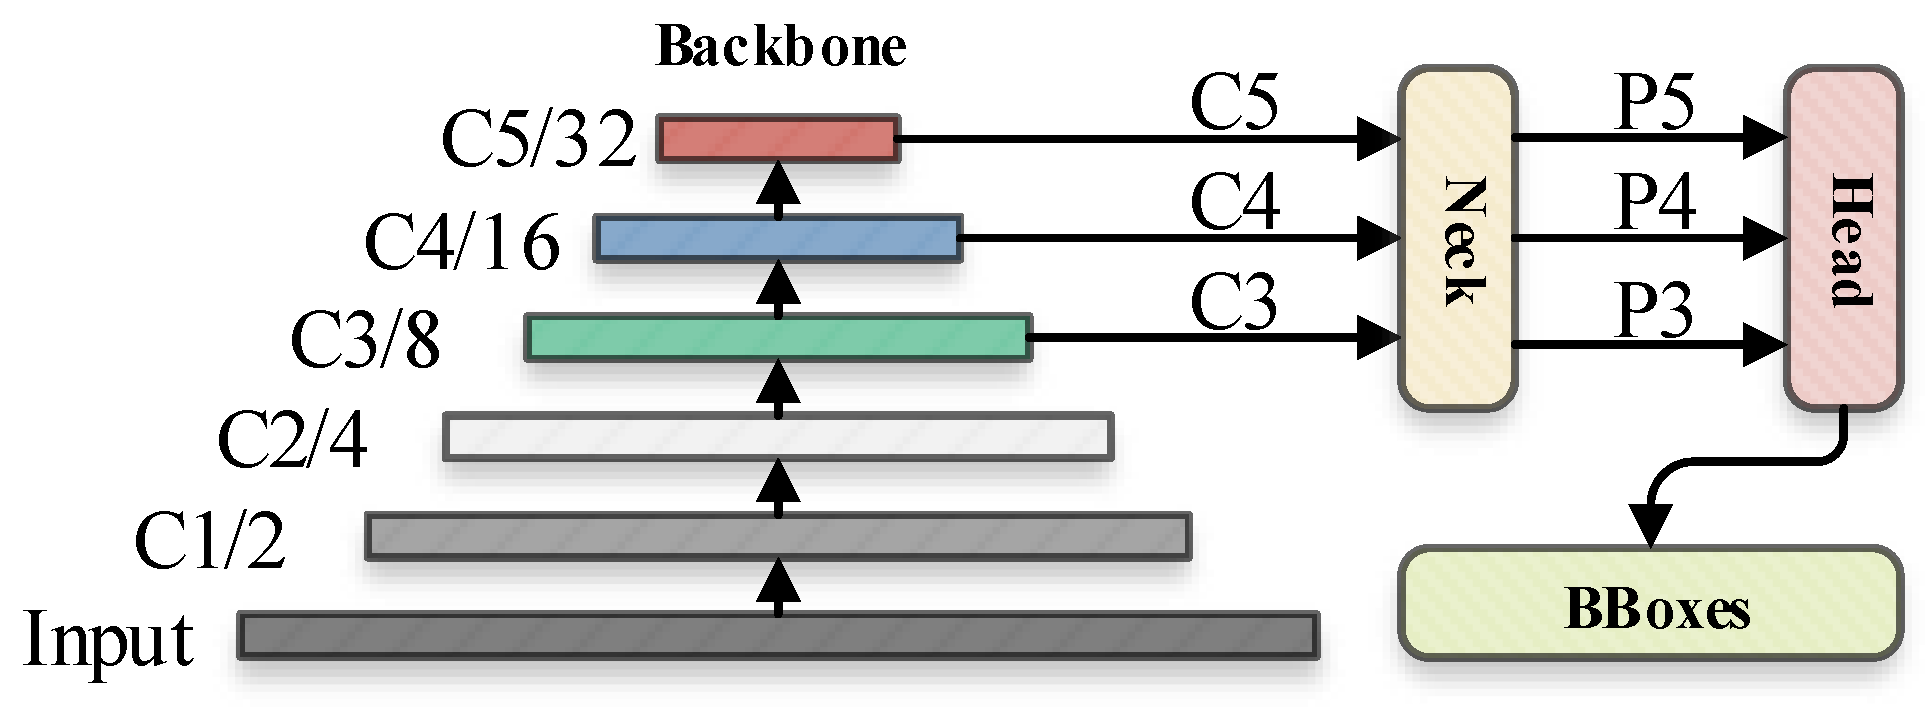 Backbone
C5/32
C4/16
C3/8
C2/4
C1/2
Input
C5
C4
C3
Neck
P5
P4
P3
Head
BBoxes